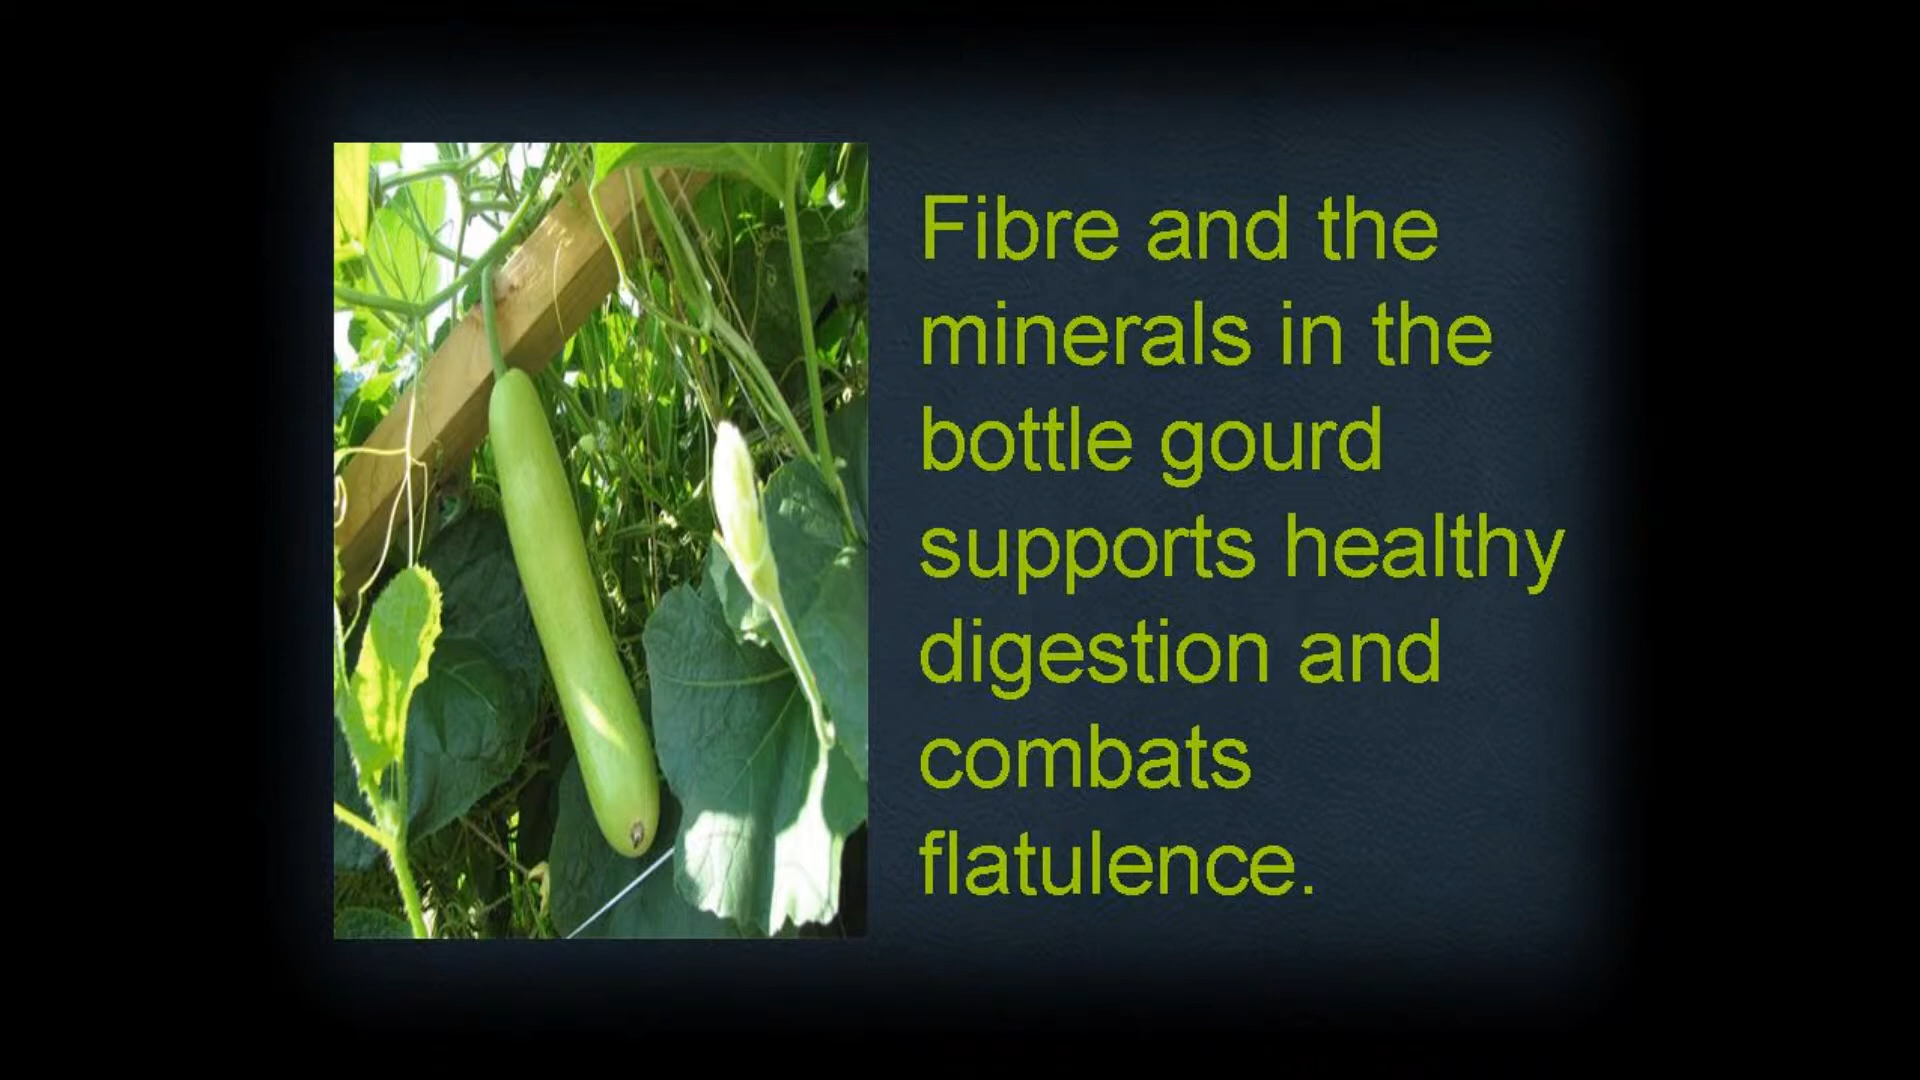 Fibre and the
minerals in the
bottle gourd
supports healthy
digestion and
combats
flatulence.